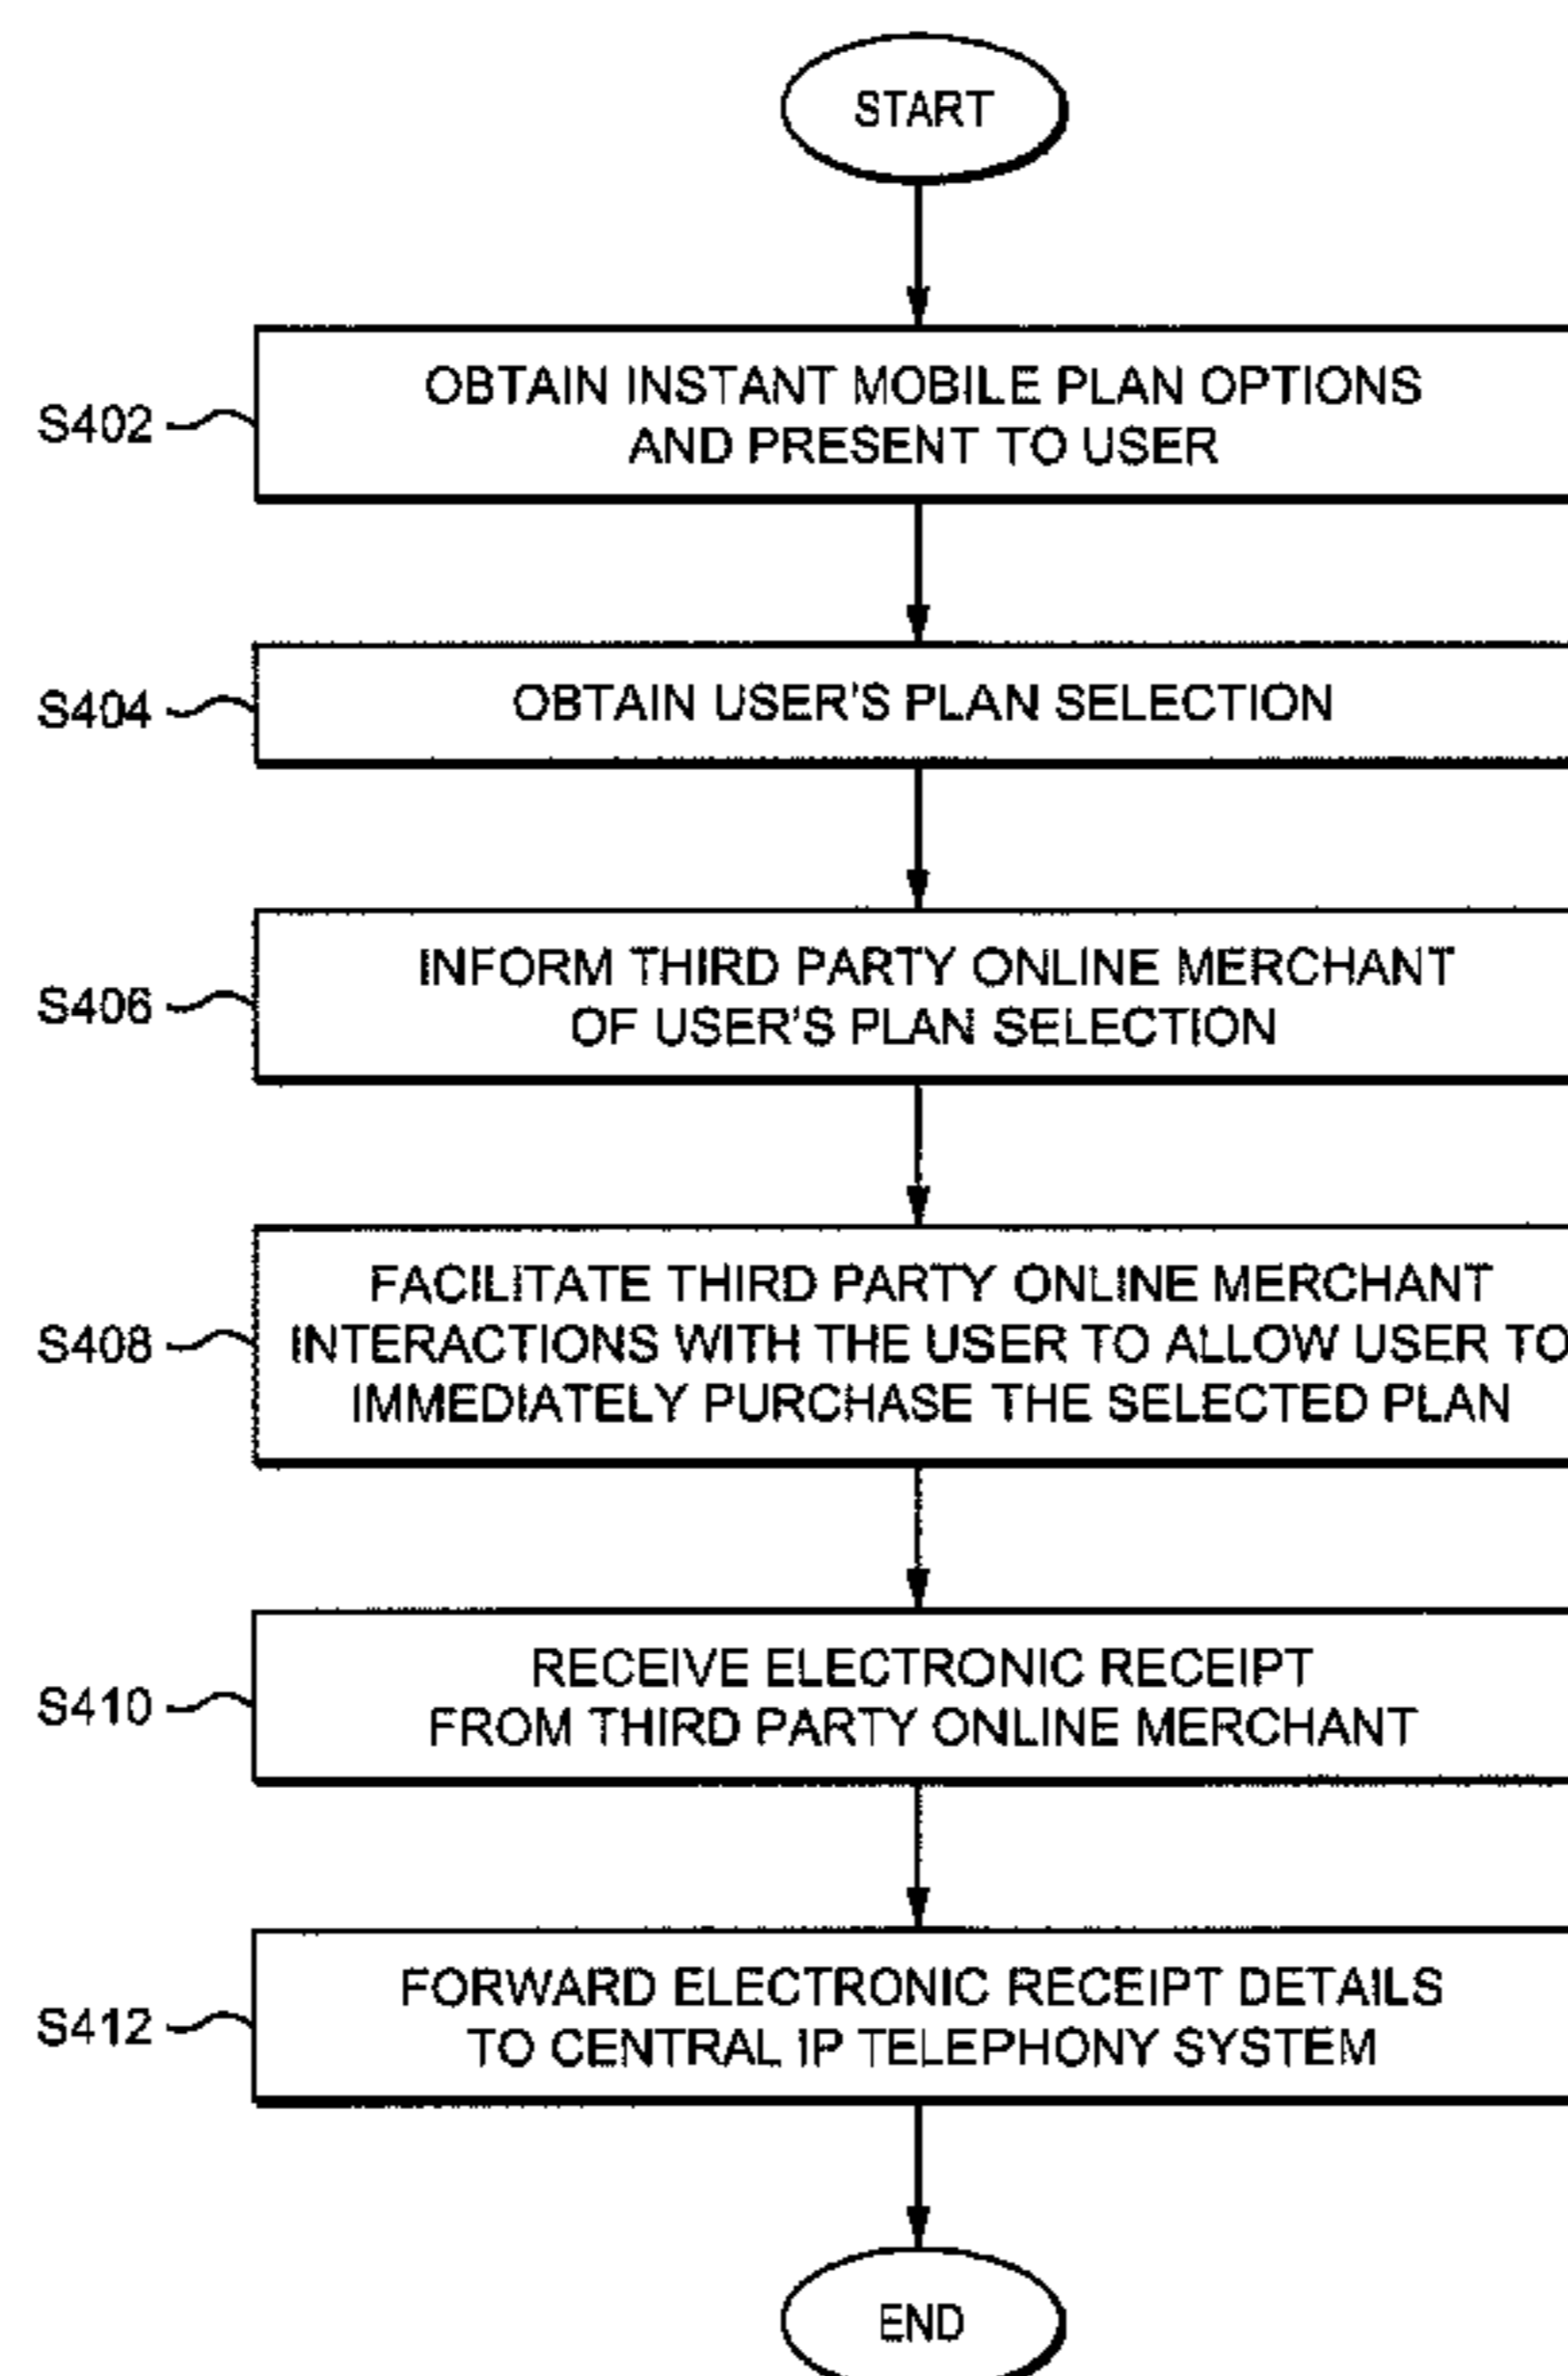 START
S402
OBTAIN INSTANT MOBILE PLAN OPTIONS
AND PRESENT TO USER
S404
OBTAIN USER'S PLAN SELECTION
S406
INFORM THIRD PARTY ONLINE MERCHANT
OF USER'S PLAN SELECTION
S408
FACILITATE THIRD PARTY ONLINE MERCHANT
INTERACTIONS WITH THE USER TO ALLOW USER TO
IMMEDIATELY PURCHASE THE SELECTED PLAN
S410
RECEIVE ELECTRONIC RECEIPT
FROM THIRD PARTY ONLINE MERCHANT
S412
FORWARD ELECTRONIC RECEIPT DETAILS
TO CENTRAL IP TELEPHONY SYSTEM
END